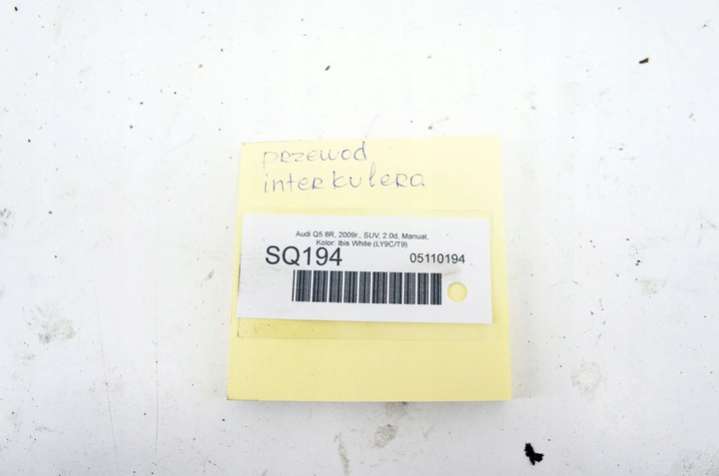 przewod
interkulera
Audi Q5 8R, 2009r., SUV, 2.0d, Manual,
Kolor: Ibis White (LY9C/T9)
SQ194 05110194